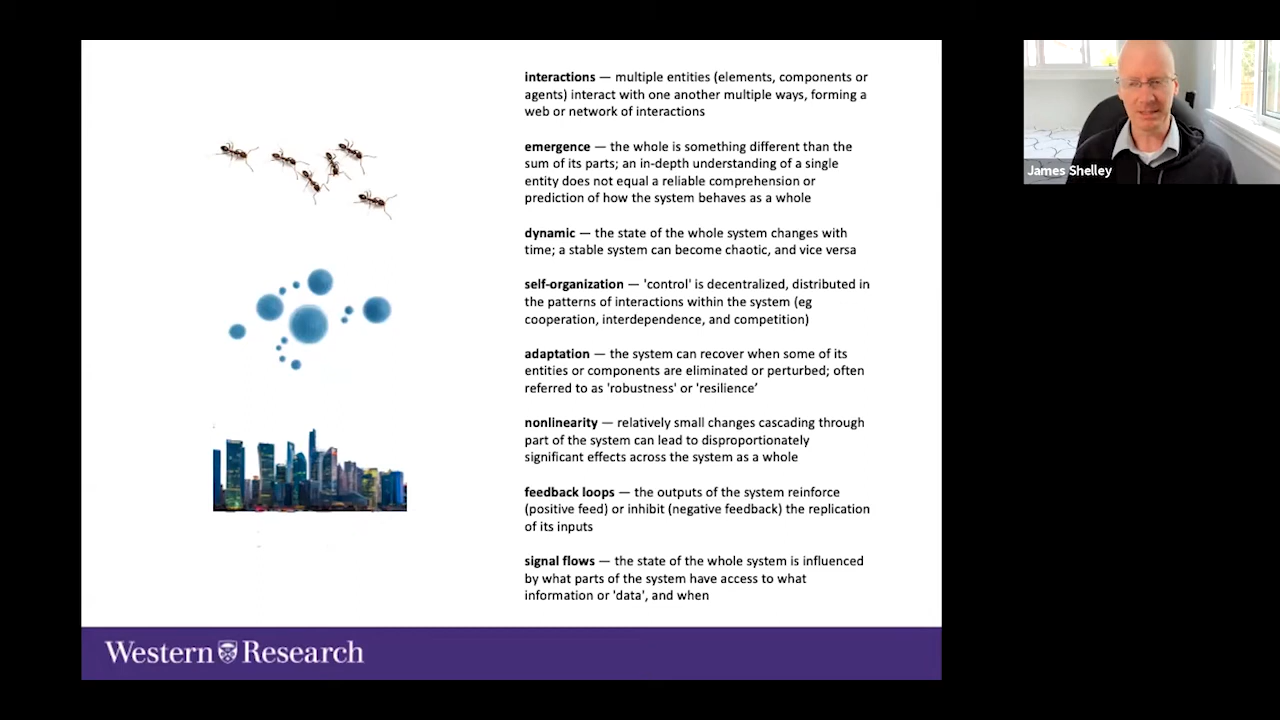 interactions — multiple entities (elements, components or
agents) interact with one another multiple ways, forming a
web or network of interactions
emergence — the whole is something different than the
sum of its parts; an in-depth understanding of a single
entity does not equal a reliable comprehension or
prediction of how the system behaves as a whole
dynamic — the state of the whole system changes with
time; a stable system can become chaotic, and vice versa
self-organization — 'control' is decentralized, distributed in
the patterns of interactions within the system (eg
cooperation, interdependence, and competition)
adaptation — the system can recover when some of its
entities or components are eliminated or perturbed; often
referred to as 'robustness' or 'resilience’
nonlinearity — relatively small changes cascading through
part of the system can lead to disproportionately
significant effects across the system as a whole
feedback loops — the outputs of the system reinforce
(positive feed) or inhibit (negative feedback) the replication
of its inputs
signal flows — the state of the whole system is influenced
by what parts of the system have access to what
information or 'data', and when
Western Research
James Shelley